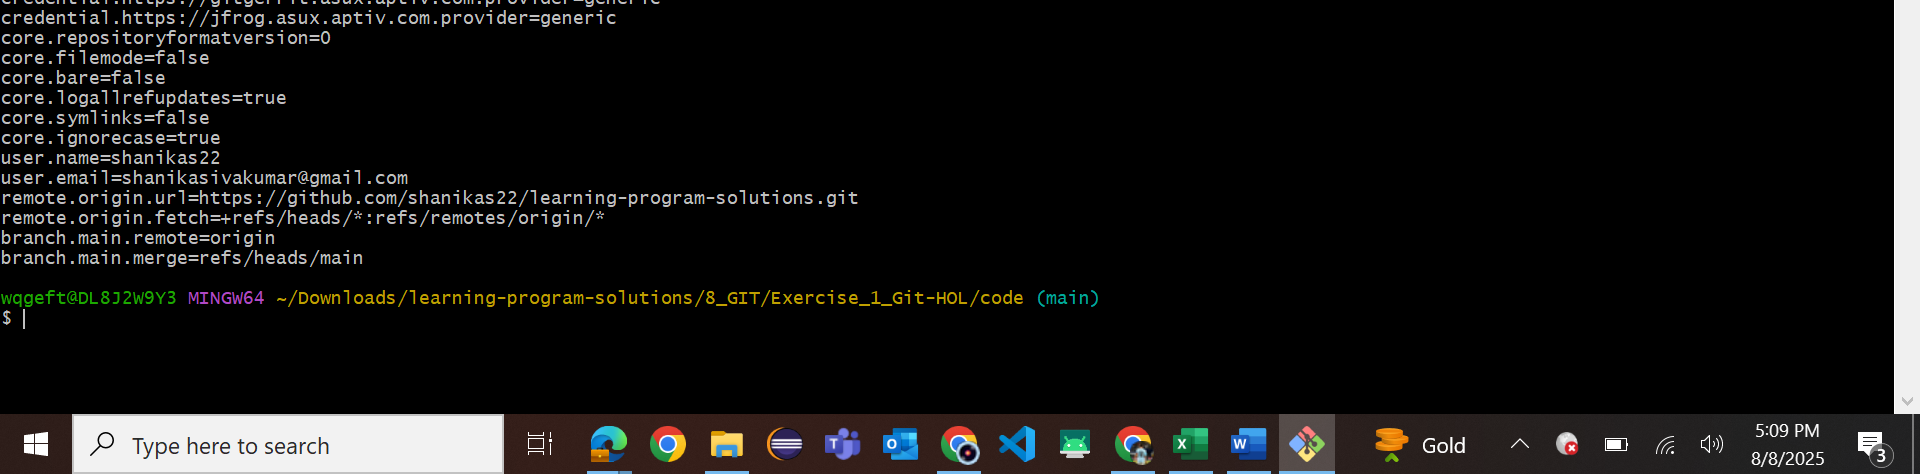 credential.https://gitgerrit.asux.aptiv.com.provider=generic
credential.https://jfrog.asux.aptiv.com.provider=generic
core.repositoryformatversion=0
core.filemode=false
core.bare=false
core.logallrefupdates=true
core.symlinks=false
core.ignorecase=true
user.name=shanikas22
user.email=shanikasivakumar@gmail.com
remote.origin.url=https://github.com/shanikas22/learning-program-solutions.git
remote.origin.fetch=+refs/heads/*:refs/remotes/origin/*
branch.main.remote=origin
branch.main.merge=refs/heads/main
wqgeft@DL8J2W9Y3 MINGW64 ~/Downloads/learning-program-solutions/8_GIT/Exercise_1_Git-HOL/code (main)
$
Type here to search
Gold
5:09 PM
8/8/2025
3